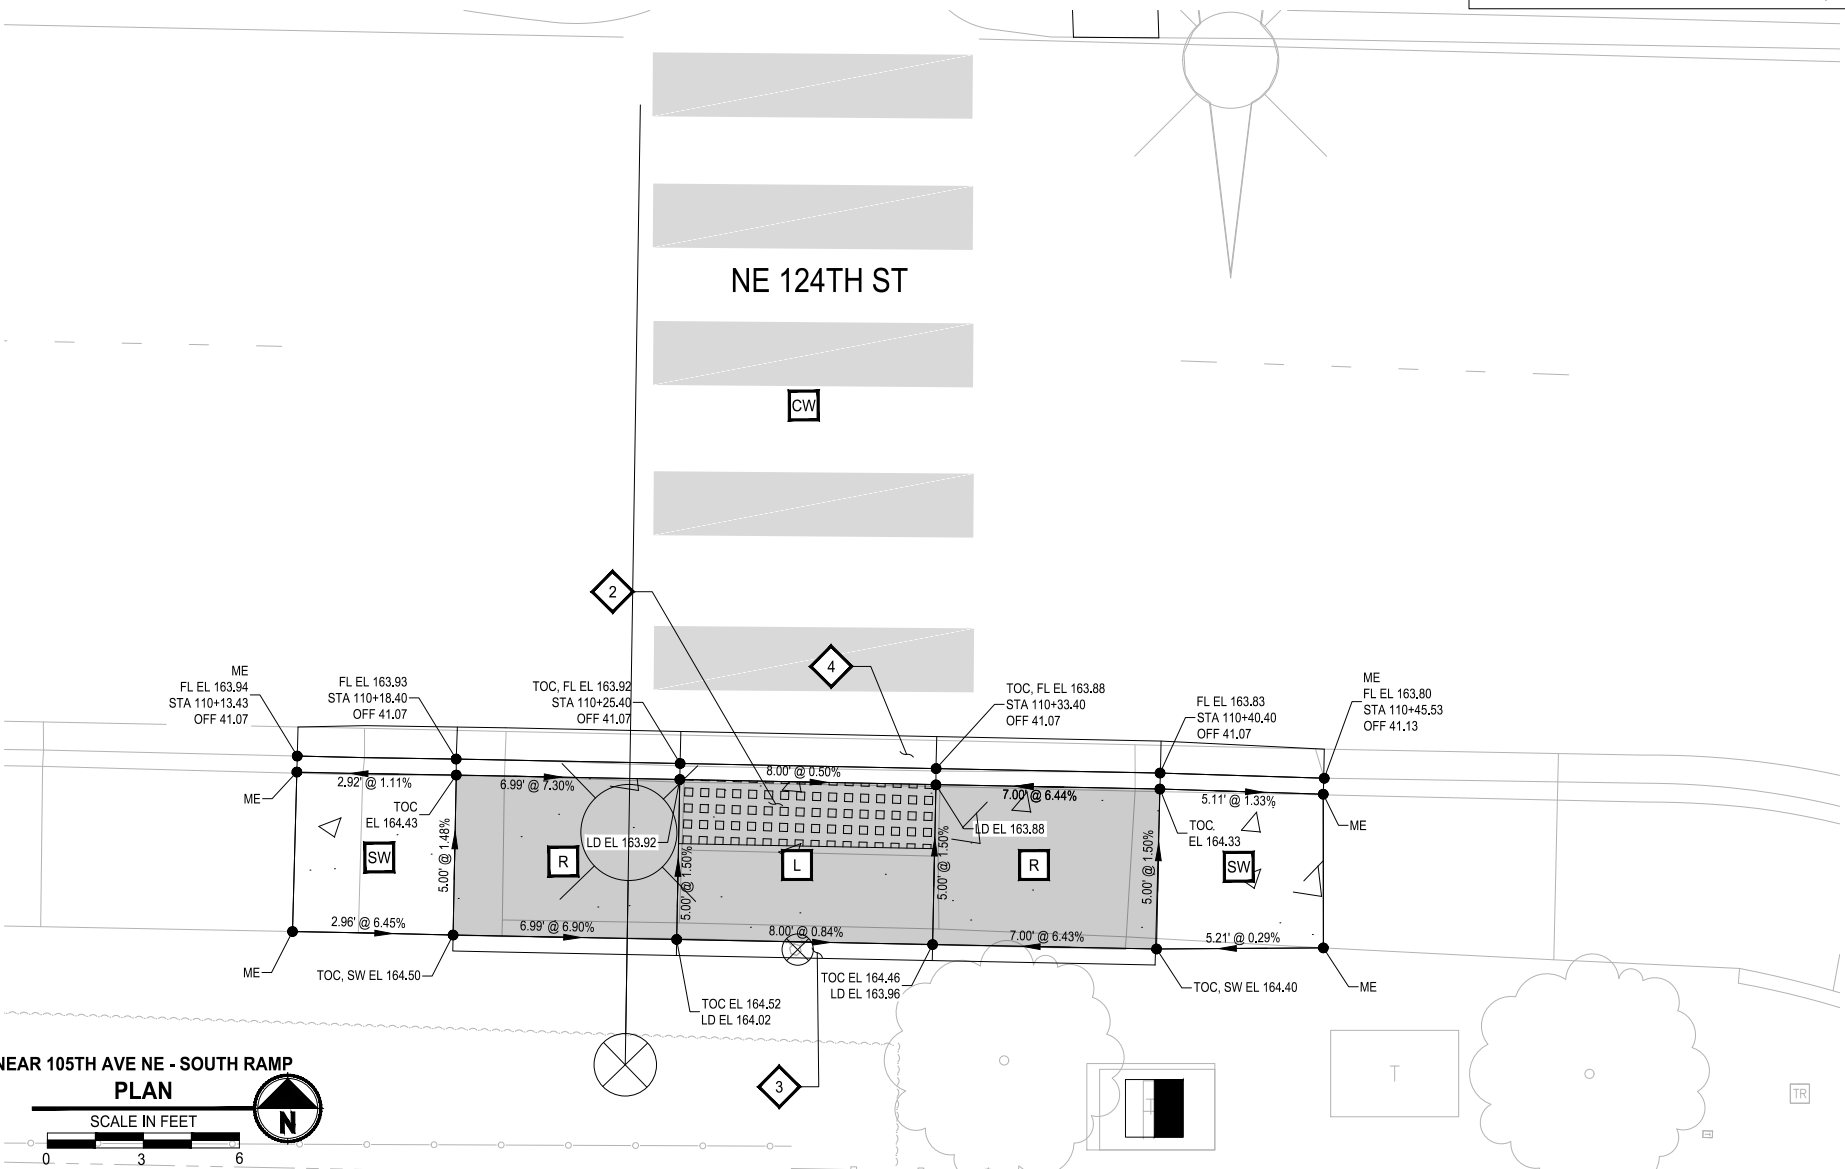 NE 124TH ST
CW
2
4
ME
FL EL 163.94
STA 110+13.43
OFF 41.07
FL EL 163.93
STA 110+18.40
OFF 41.07
TOC, FL EL 163.92
STA 110+25.40
OFF 41.07
TOC, FL EL 163.88
STA 110+33.40
OFF 41.07
FL EL 163.83
STA 110+40.40
OFF 41.07
ME
FL EL 163.80
STA 110+45.53
OFF 41.13
2.92' @ 1.11%
6.99' @ 7.30%
8.00' @ 0.50%
7.00' @ 6.44%
5.11' @ 1.33%
ME
TOC
EL 164.43
LD EL 163.92
LD EL 163.88
TOC.
EL 164.33
ME
5.00' @ 1.48%
5.00' @ 1.50%
5.00' @ 1.50%
5.00' @ 1.50%
SW
R
L
R
SW
2.96' @ 6.45%
6.99' @ 6.90%
8.00' @ 0.84%
7.00' @ 6.43%
5.21' @ 0.29%
ME
TOC, SW EL 164.50
TOC EL 164.52
LD EL 164.02
TOC EL 164.46
LD EL 163.96
TOC, SW EL 164.40
ME
3
T
T
TR
NEAR 105TH AVE NE - SOUTH RAMP
PLAN
SCALE IN FEET
N
0 3 6